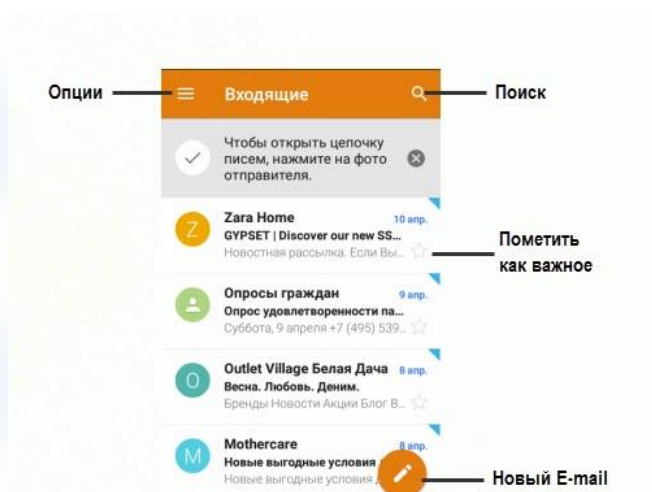 Опции
Входящие
Поиск
Чтобы открыть цепочку
писем, нажмите на фото
отправителя.
Z
Zara Home
10 апр.
GYPSET | Discover our new SS...
Новостная рассылка. Если Вы...
Пометить
как важное
Опросы граждан
9 апр.
Опрос удовлетворенности па...
Суббота, 9 апреля +7 (495) 539...
O
Outlet Village Белая Дача
8 апр.
Весна. Любовь. Деним.
Бренды Новости Акции Блог В...
M
Mothercare
8 апр.
Новые выгодные условия
Новые выгодные условия
Новый E-mail